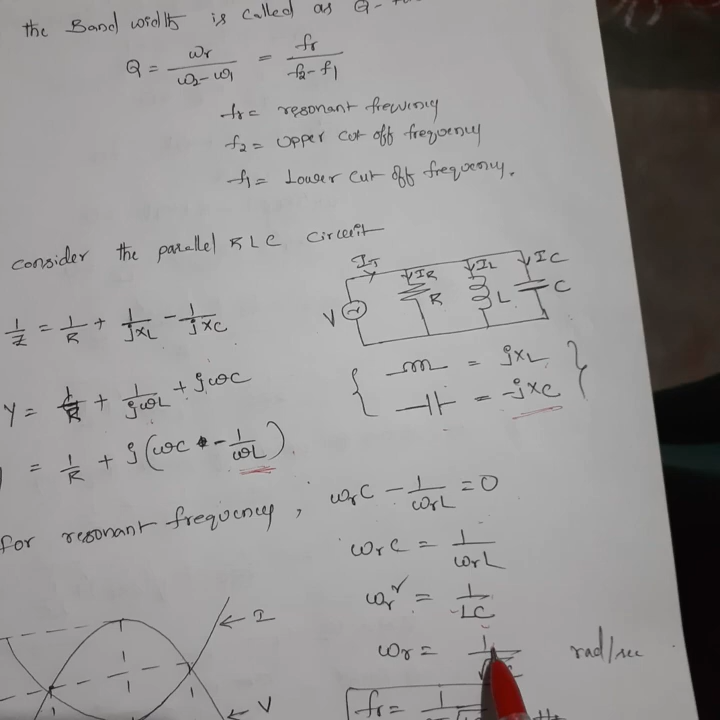 the Band width is called as Q-
Q = ωr / ω2-ω1 = fr / f2-f1
fr = resonant frequency
f2 = Upper cut off frequency
f1 = Lower cut off frequency.
consider the parallel RLC circuit
IT IR IL IC
V R L C
1/Z = 1/R + 1/jXL - 1/jXC
m = jXL
Y = 1/R + 1/jωL + jωC
-||- = -jXC
= 1/R + j(ωC - 1/ωL)
for resonant frequency, ωrC - 1/ωrL = 0
ωrC = 1/ωrL
ωr² = 1/LC
ωr = 1/ rad/sec
I
fr = 1/
V